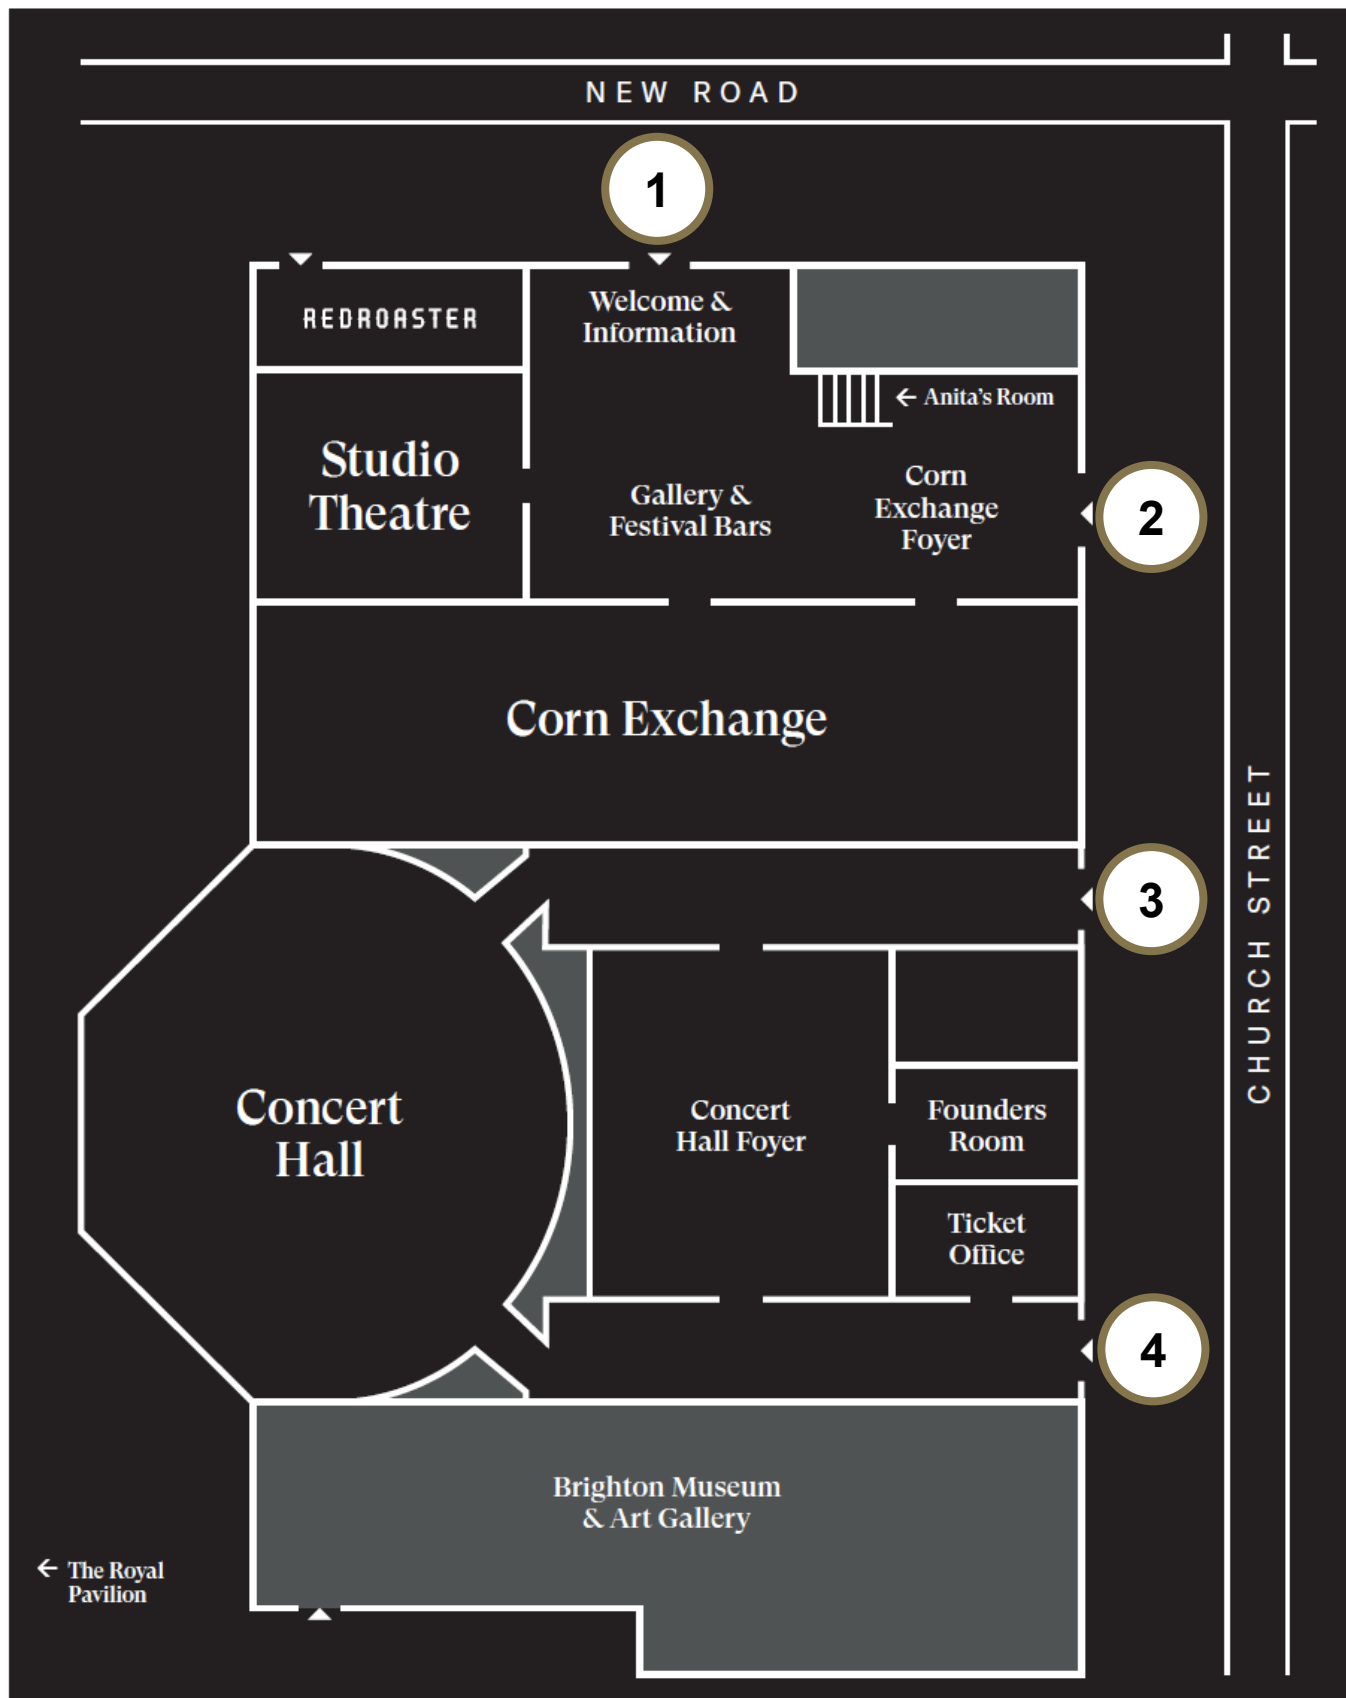 NEW ROAD
1
REDROASTER
Welcome &
Information
← Anita's Room
Studio
Theatre
Gallery &
Festival Bars
Corn
Exchange
Foyer
2
Corn Exchange
CHURCH STREET
3
Concert
Hall
Concert
Hall Foyer
Founders
Room
Ticket
Office
4
Brighton Museum
& Art Gallery
← The Royal
Pavilion